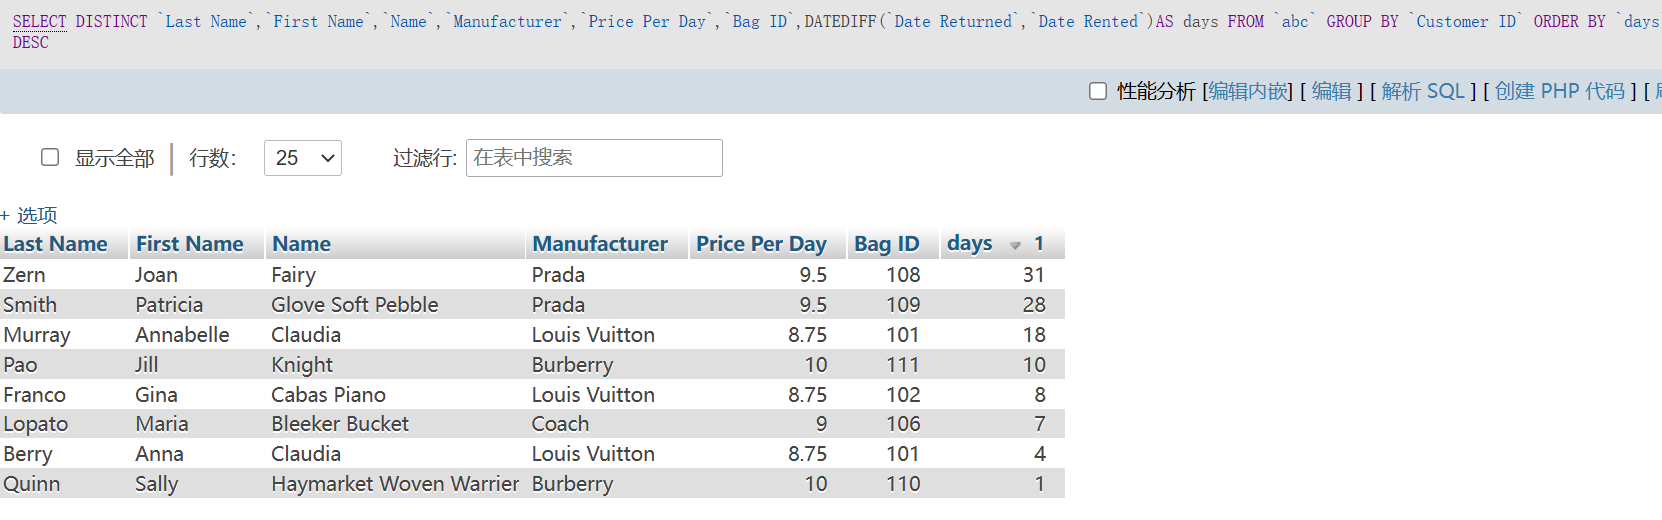 SELECT DISTINCT `Last Name`,`First Name`,`Name`,`Manufacturer`,`Price Per Day`,`Bag ID`,DATEDIFF(`Date Returned`,`Date Rented`)AS days FROM `abc` GROUP BY `Customer ID` ORDER BY `days
DESC
性能分析 [编辑内嵌] [ 编辑 ] [ 解析 SQL ] [ 创建 PHP 代码 ] [
显示全部 | 行数: 25 过滤行: 在表中搜索
+ 选项
Last Name First Name Name Manufacturer Price Per Day Bag ID days 1
Zern Joan Fairy Prada 9.5 108 31
Smith Patricia Glove Soft Pebble Prada 9.5 109 28
Murray Annabelle Claudia Louis Vuitton 8.75 101 18
Pao Jill Knight Burberry 10 111 10
Franco Gina Cabas Piano Louis Vuitton 8.75 102 8
Lopato Maria Bleeker Bucket Coach 9 106 7
Berry Anna Claudia Louis Vuitton 8.75 101 4
Quinn Sally Haymarket Woven Warrier Burberry 10 110 1